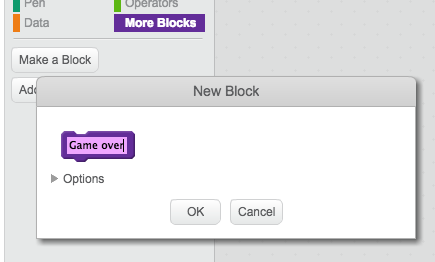 Pen
Operators
Data
More Blocks
Make a Block
Add
New Block
Game over
Options
OK
Cancel